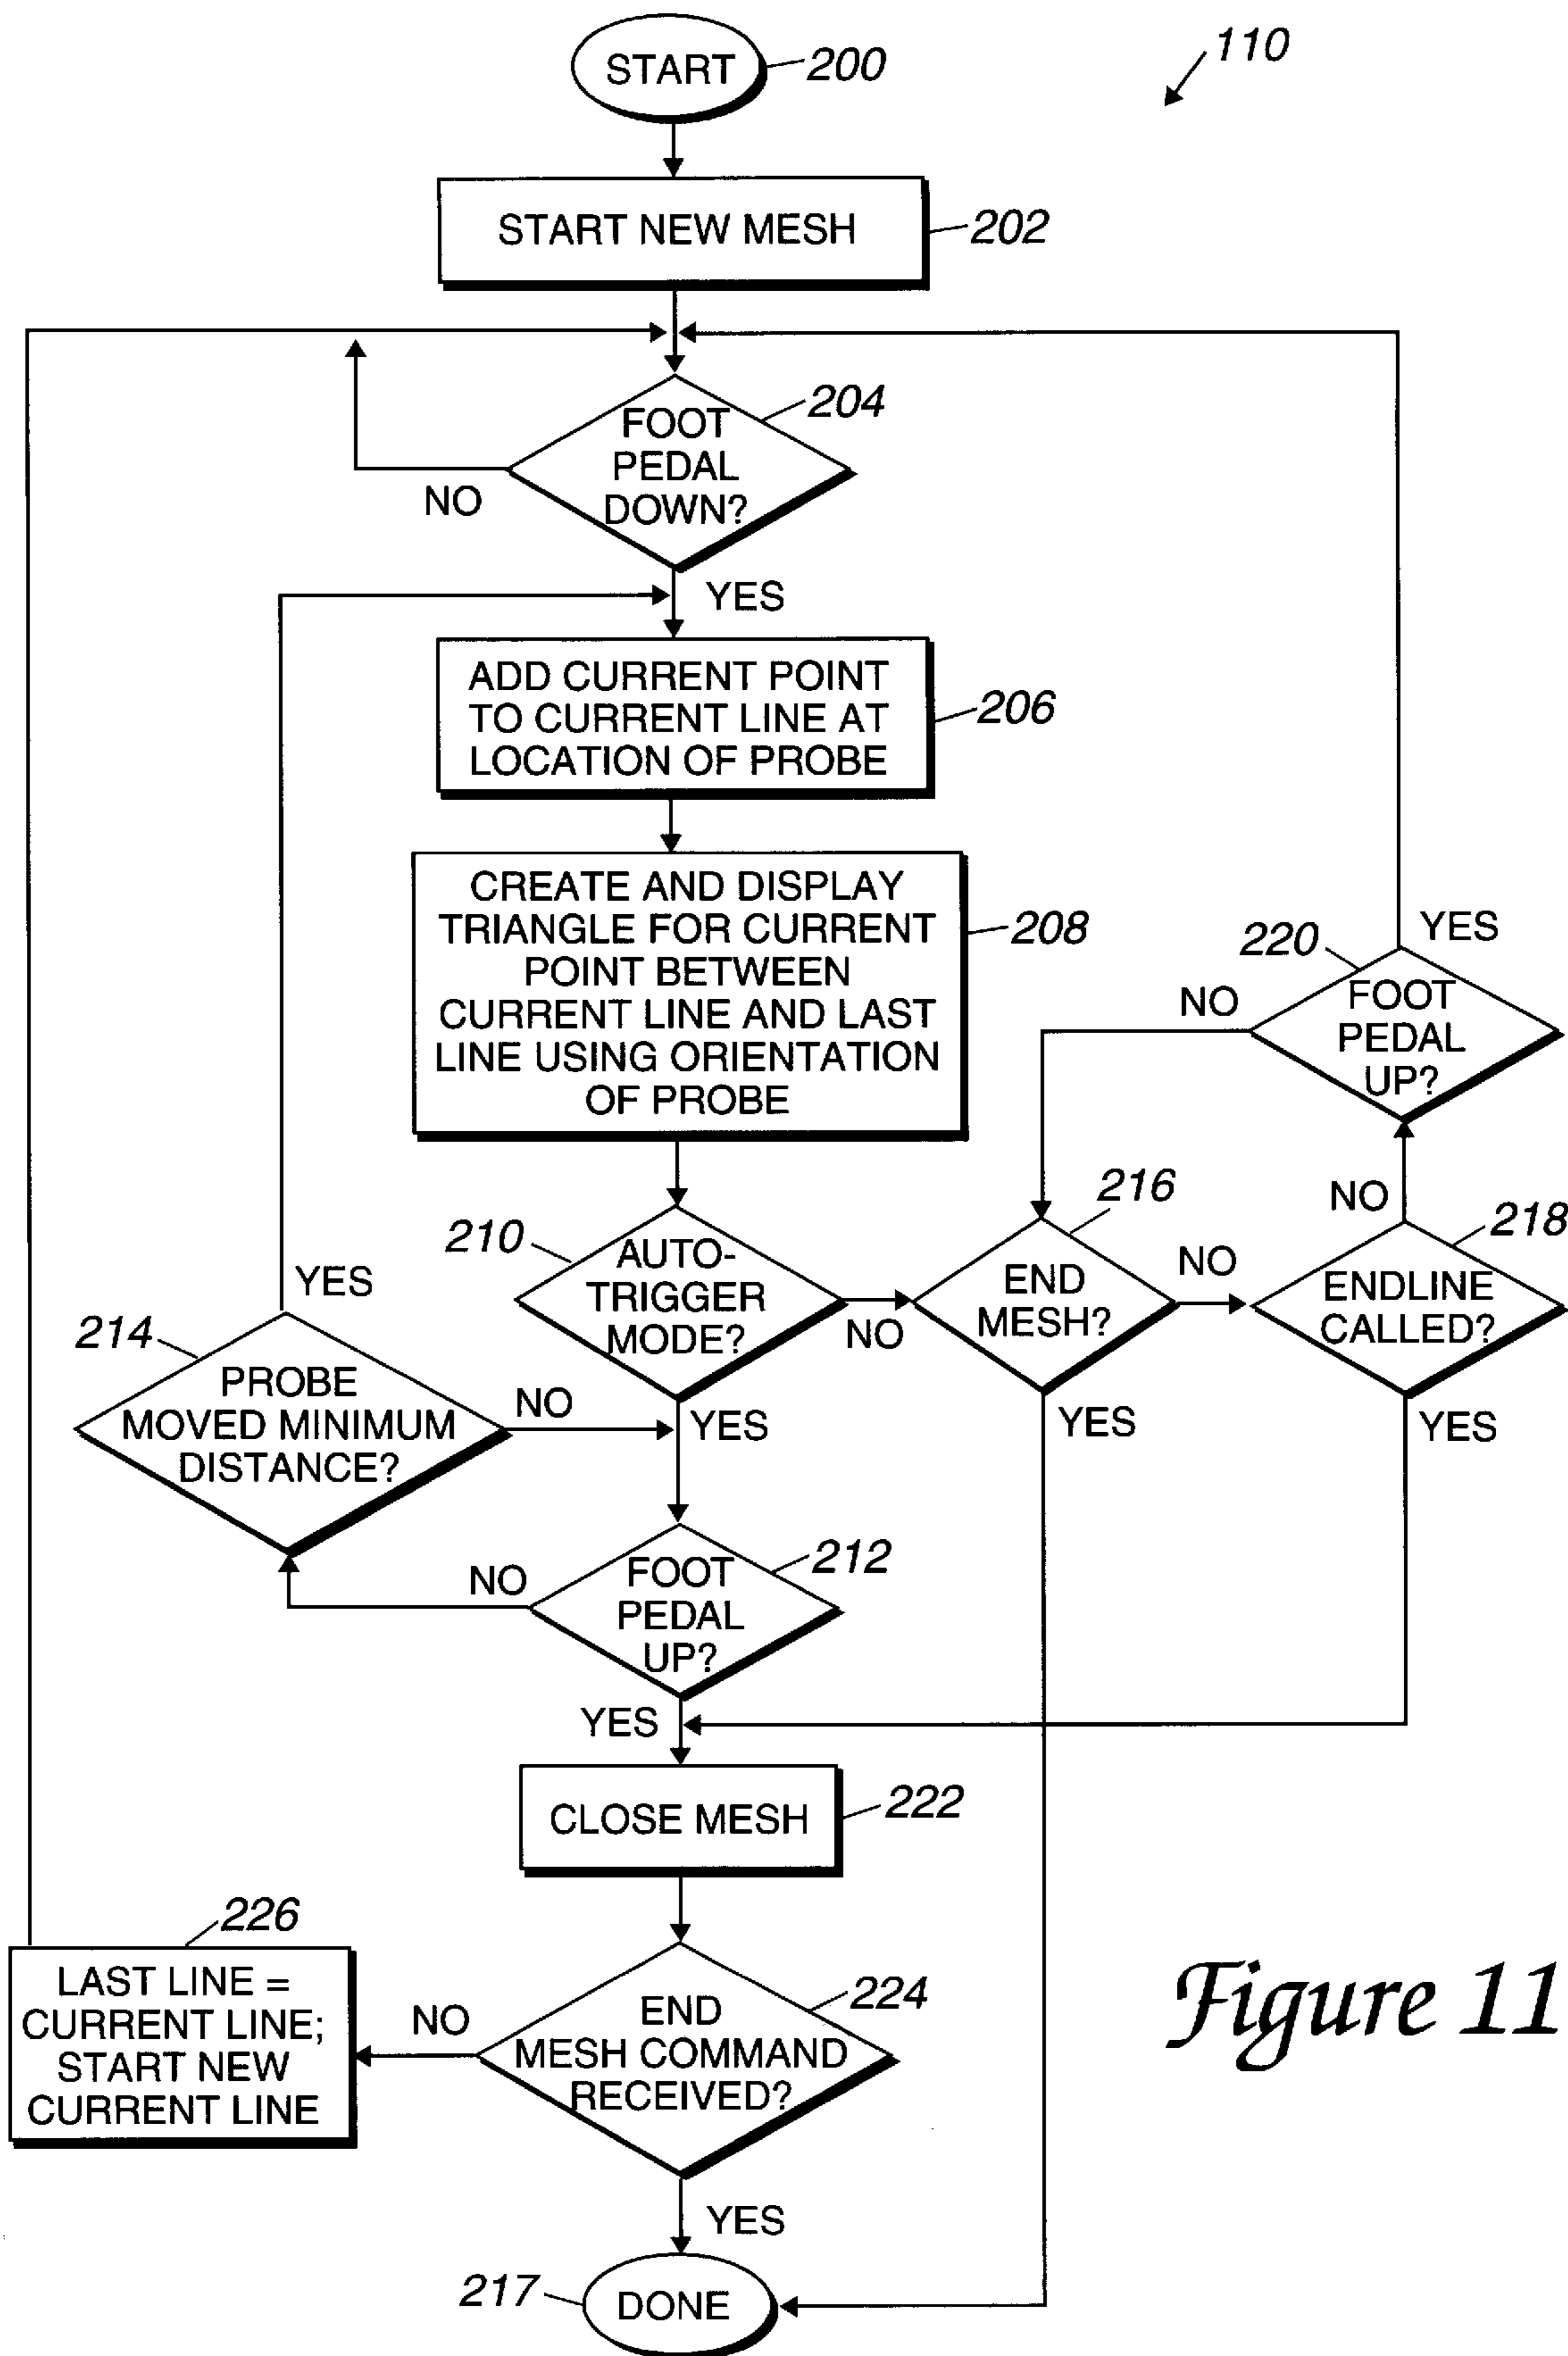 START
200
110
START NEW MESH
202
FOOT
PEDAL
DOWN?
204
NO
YES
ADD CURRENT POINT
TO CURRENT LINE AT
LOCATION OF PROBE
206
CREATE AND DISPLAY
TRIANGLE FOR CURRENT
POINT BETWEEN
CURRENT LINE AND LAST
LINE USING ORIENTATION
OF PROBE
208
YES
220
FOOT
PEDAL
UP?
NO
210
AUTO-
TRIGGER
MODE?
NO
YES
216
END
MESH?
NO
YES
NO
218
ENDLINE
CALLED?
YES
YES
214
PROBE
MOVED MINIMUM
DISTANCE?
NO
NO
FOOT
PEDAL
UP?
212
YES
CLOSE MESH
222
226
LAST LINE =
CURRENT LINE;
START NEW
CURRENT LINE
NO
END
MESH COMMAND
RECEIVED?
224
YES
217
DONE
Figure 11